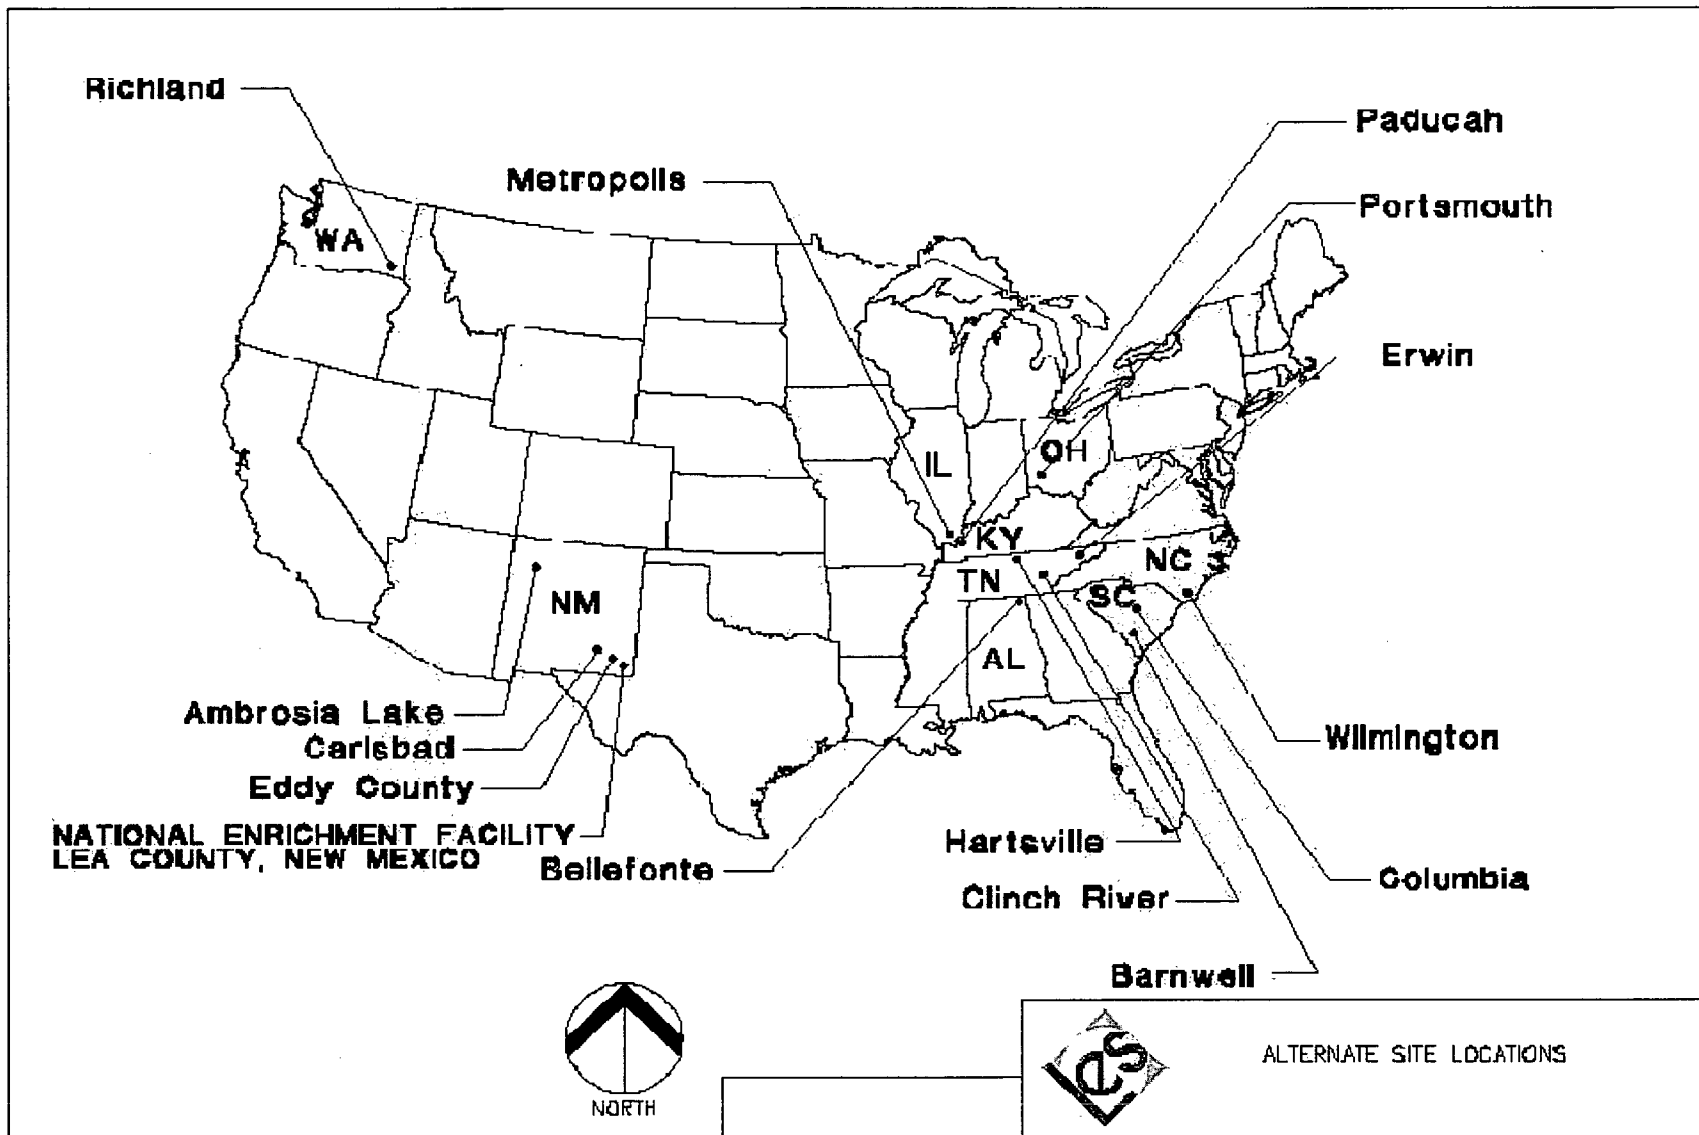 Richland
Paducah
Metropolis
Portsmouth
WA
Erwin
OH
IL
KY
NC
TN
NM
SC
AL
Ambrosia Lake
Carlsbad
Wilmington
Eddy County
NATIONAL ENRICHMENT FACILITY
LEA COUNTY, NEW MEXICO
Hartsville
Bellefonte
Columbia
Clinch River
Barnwell
NORTH
LES
ALTERNATE SITE LOCATIONS